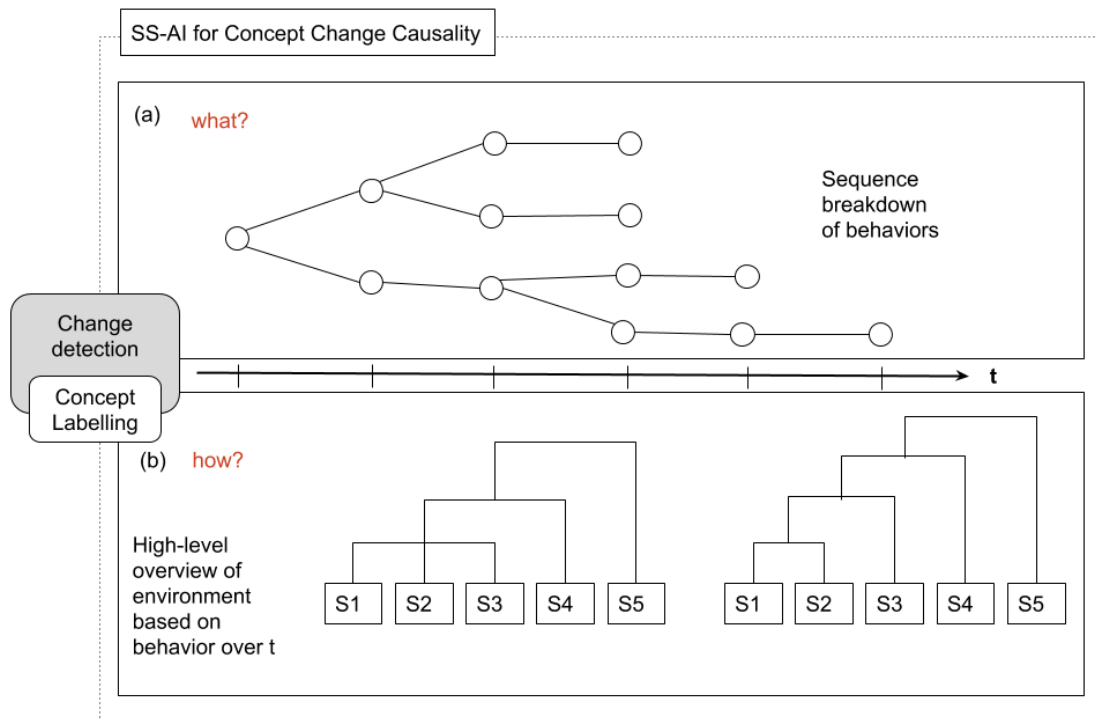 SS-AI for Concept Change Causality
(a) what?
Sequence
breakdown
of behaviors
Change
detection
Concept
Labelling
t
(b) how?
High-level
overview of
environment
based on
behavior over t
S1 S2 S3 S4 S5
S1 S2 S3 S4 S5